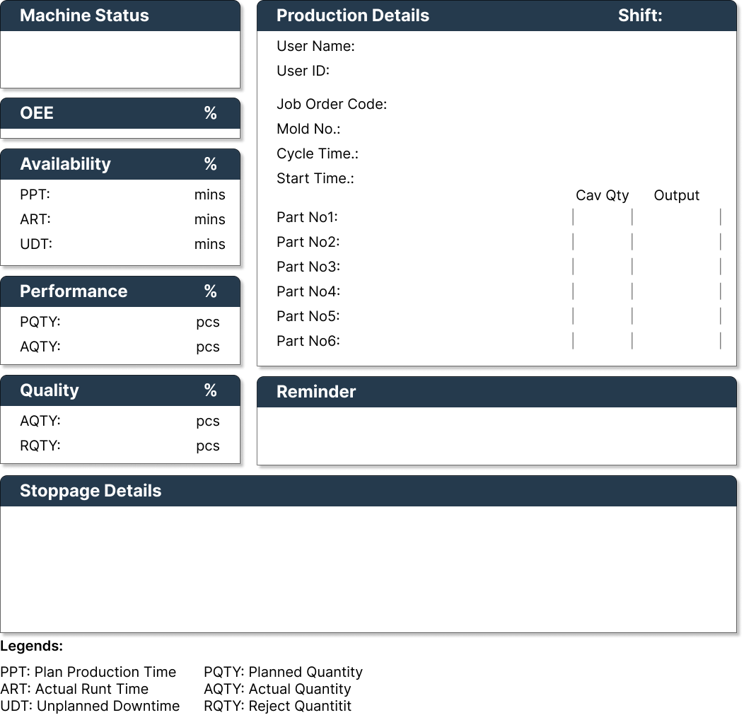 Machine Status
OEE %
Availability %
PPT: mins
ART: mins
UDT: mins
Performance %
PQTY: pcs
AQTY: pcs
Quality %
AQTY: pcs
RQTY: pcs
Production Details Shift:
User Name:
User ID:
Job Order Code:
Mold No.:
Cycle Time.:
Start Time.:
Cav Qty Output
Part No1:
Part No2:
Part No3:
Part No4:
Part No5:
Part No6:
Reminder
Stoppage Details
Legends:
PPT: Plan Production Time PQTY: Planned Quantity
ART: Actual Runt Time AQTY: Actual Quantity
UDT: Unplanned Downtime RQTY: Reject Quantitit